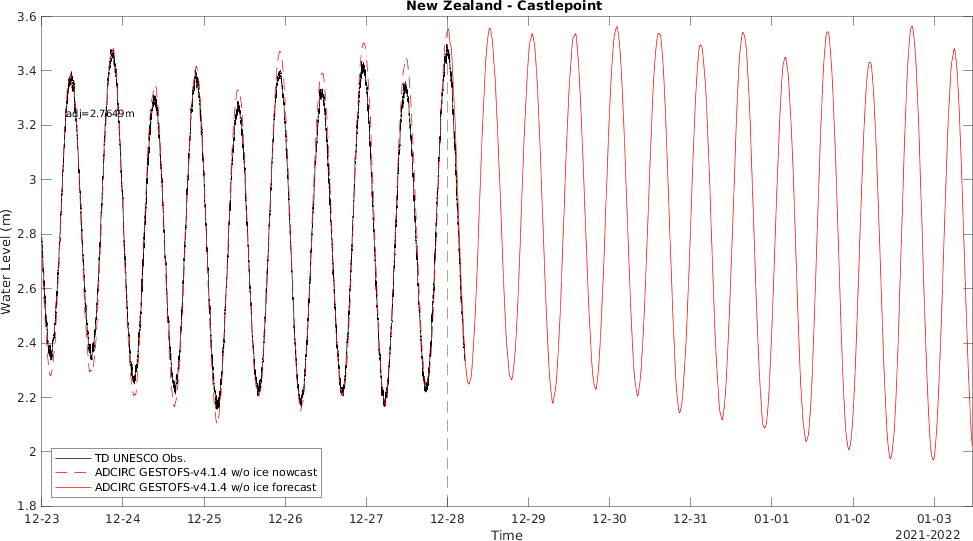 New Zealand - Castlepoint
3.6
3.4
3.2
3
2.8
2.6
2.4
2.2
2
1.8
Water Level (m)
adj=2.7649m
TD UNESCO Obs.
ADCIRC GESTOFS-v4.1.4 w/o ice nowcast
ADCIRC GESTOFS-v4.1.4 w/o ice forecast
12-23 12-24 12-25 12-26 12-27 12-28 12-29 12-30 12-31 01-01 01-02 01-03
Time
2021-2022